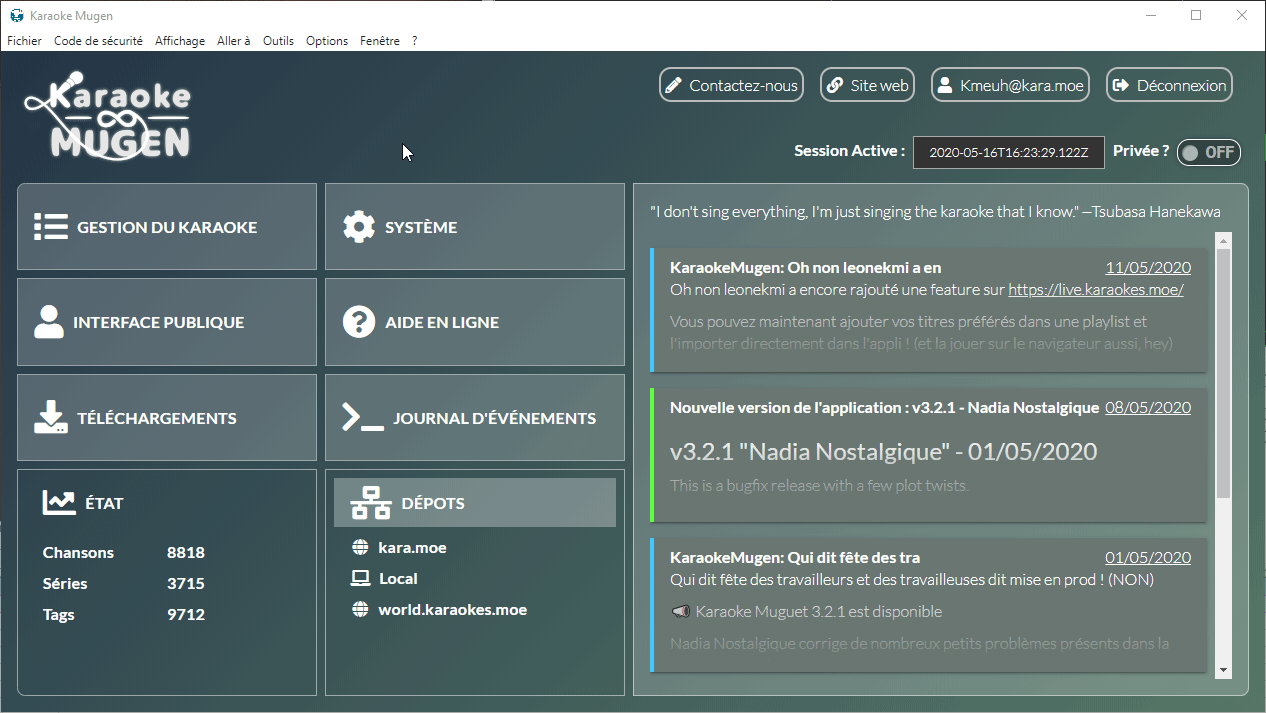 Karaoke Mugen
Fichier Code de sécurité Affichage Aller à Outils Options Fenêtre ?
Karaoke
MUGEN
Contactez-nous
Site web
Kmeuh@kara.moe
Déconnexion
Session Active :
2020-05-16T16:23:29.122Z
Privée ?
OFF
GESTION DU KARAOKE
SYSTÈME
INTERFACE PUBLIQUE
AIDE EN LIGNE
TÉLÉCHARGEMENTS
JOURNAL D'ÉVÉNEMENTS
ÉTAT
Chansons 8818
Séries 3715
Tags 9712
DÉPOTS
kara.moe
Local
world.karaokes.moe
"I don't sing everything, I'm just singing the karaoke that I know." —Tsubasa Hanekawa
KaraokeMugen: Oh non leonekmi a en 11/05/2020
Oh non leonekmi a encore rajouté une feature sur https://live.karaokes.moe/
Vous pouvez maintenant ajouter vos titres préférés dans une playlist et
l'importer directement dans l'appli ! (et la jouer sur le navigateur aussi, hey)
Nouvelle version de l'application : v3.2.1 - Nadia Nostalgique 08/05/2020
v3.2.1 "Nadia Nostalgique" - 01/05/2020
This is a bugfix release with a few plot twists.
KaraokeMugen: Qui dit fête des tra 01/05/2020
Qui dit fête des travailleurs et des travailleuses dit mise en prod ! (NON)
Karaoke Muguet 3.2.1 est disponible
Nadia Nostalgique corrige de nombreux petits problèmes présents dans la